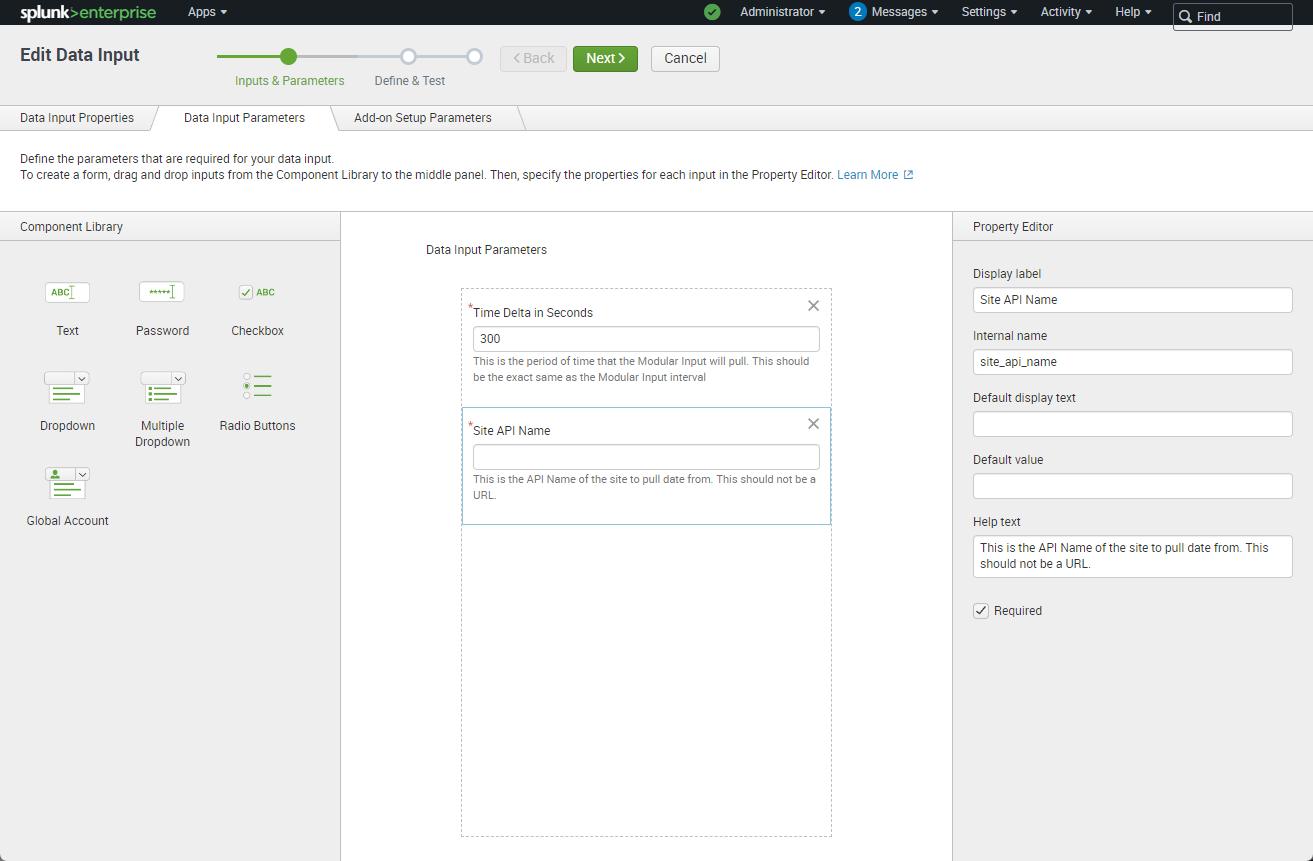 splunk>enterprise Apps Administrator 2 Messages Settings Activity Help Find
Edit Data Input
Back Next Cancel
Inputs & Parameters Define & Test
Data Input Properties Data Input Parameters Add-on Setup Parameters
Define the parameters that are required for your data input.
To create a form, drag and drop inputs from the Component Library to the middle panel. Then, specify the properties for each input in the Property Editor. Learn More
Component Library
ABC
*****
ABC
Text Password Checkbox
Dropdown Multiple Dropdown Radio Buttons
Global Account
Data Input Parameters
*Time Delta in Seconds
300
This is the period of time that the Modular Input will pull. This should
be the exact same as the Modular Input interval
*Site API Name
This is the API Name of the site to pull date from. This should not be a
URL.
Property Editor
Display label
Site API Name
Internal name
site_api_name
Default display text
Default value
Help text
This is the API Name of the site to pull date from. This
should not be a URL.
Required